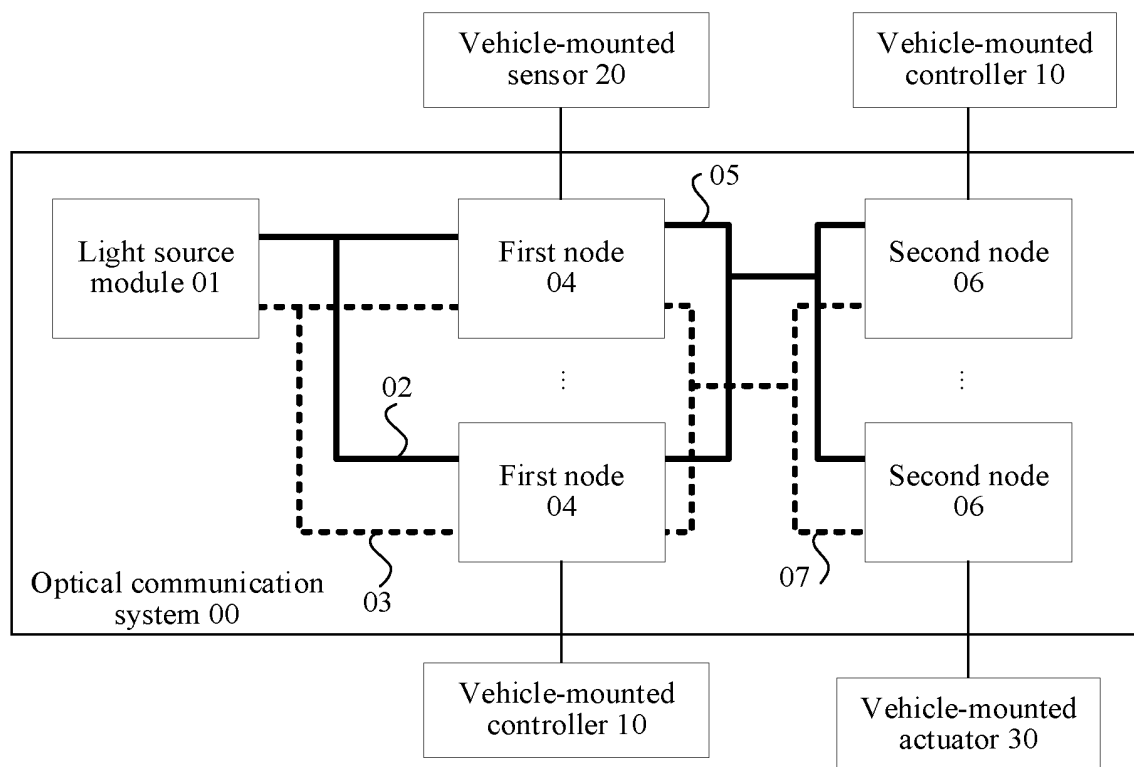 Vehicle-mounted
sensor 20
Vehicle-mounted
controller 10
05
Light source
module 01
First node
04
Second node
06
⋮
⋮
02
First node
04
Second node
06
Optical communication
system 00
03
07
Vehicle-mounted
controller 10
Vehicle-mounted
actuator 30